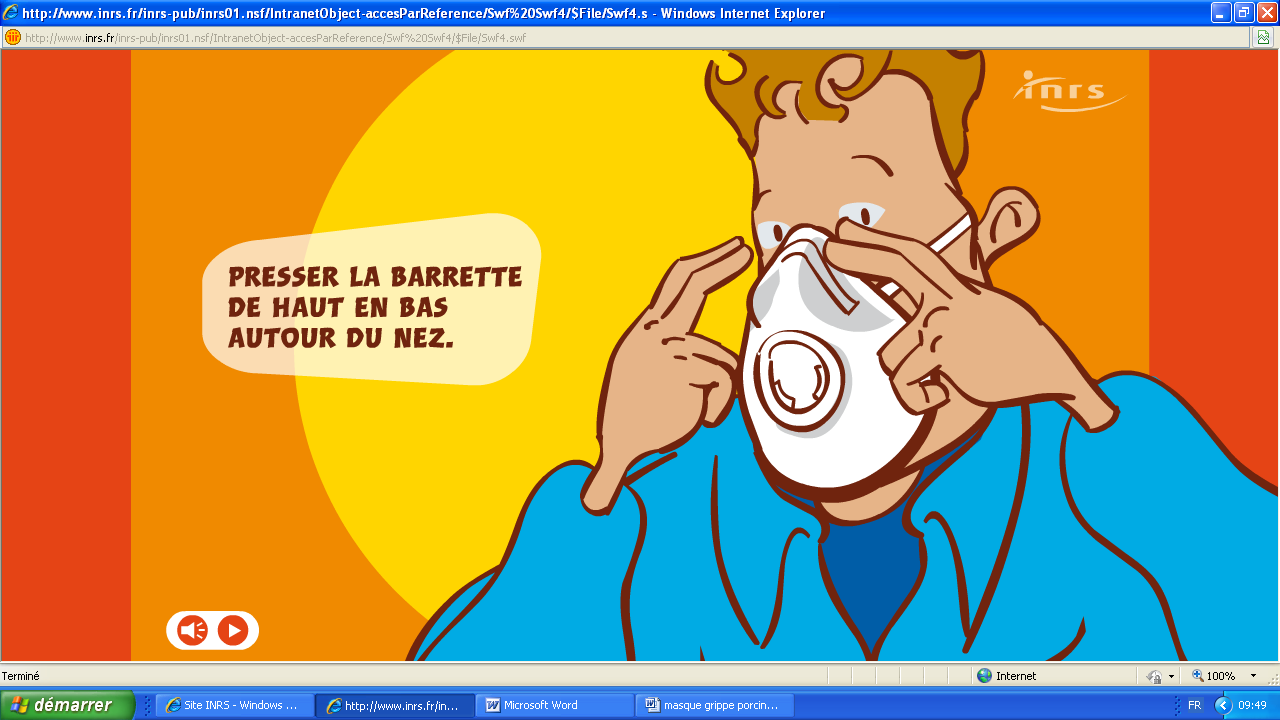 http://www.inrs.fr/inrs-pub/inrs01.nsf/IntranetObject-accesParReference/Swf%20Swf4/$File/Swf4.s - Windows Internet Explorer
http://www.inrs.fr/inrs-pub/inrs01.nsf/IntranetObject-accesParReference/Swf%20Swf4/$File/Swf4.swf
inrs
PRESSER LA BARRETTE
DE HAUT EN BAS
AUTOUR DU NEZ.
Terminé
Internet
100%
démarrer
Site INRS - Windows ...
http://www.inrs.fr/in...
Microsoft Word
masque grippe porcin...
FR
09:49